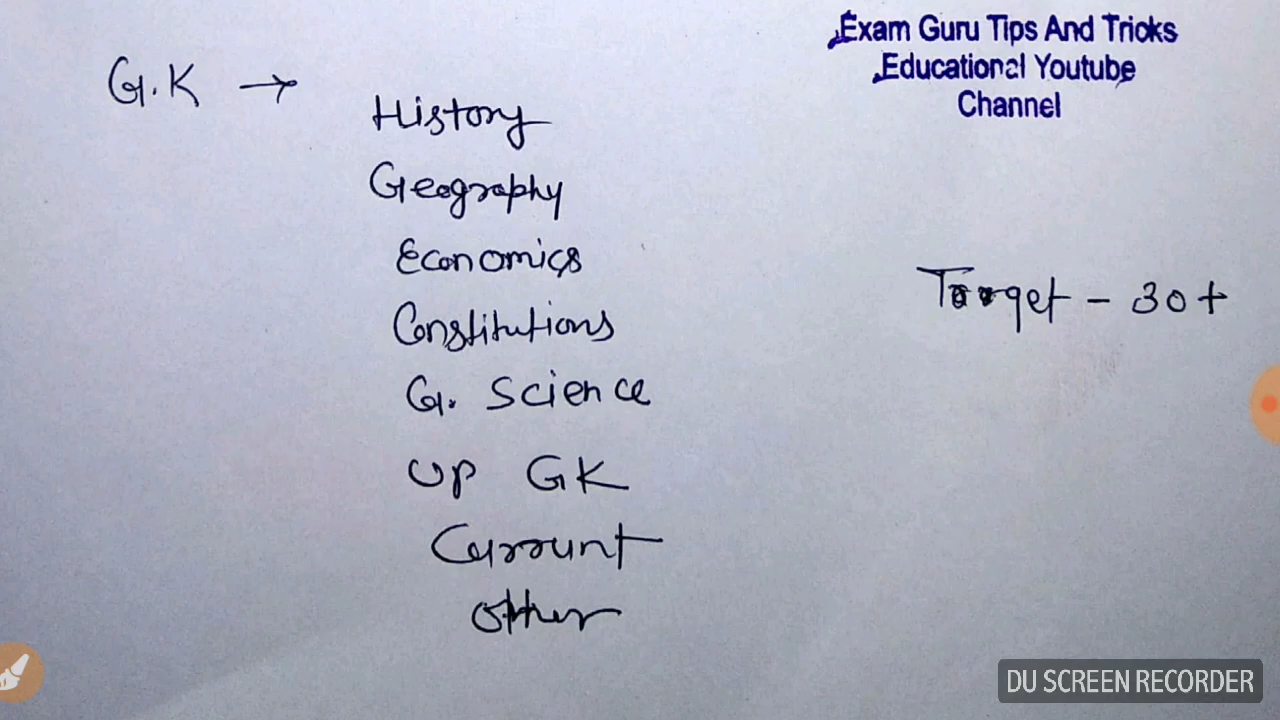 Exam Guru Tips And Tricks
Educational Youtube
Channel
G.K →
History
Geography
Economics
Constitutions
G. Science
UP GK
Currunt
Other
Target - 30+
DU SCREEN RECORDER